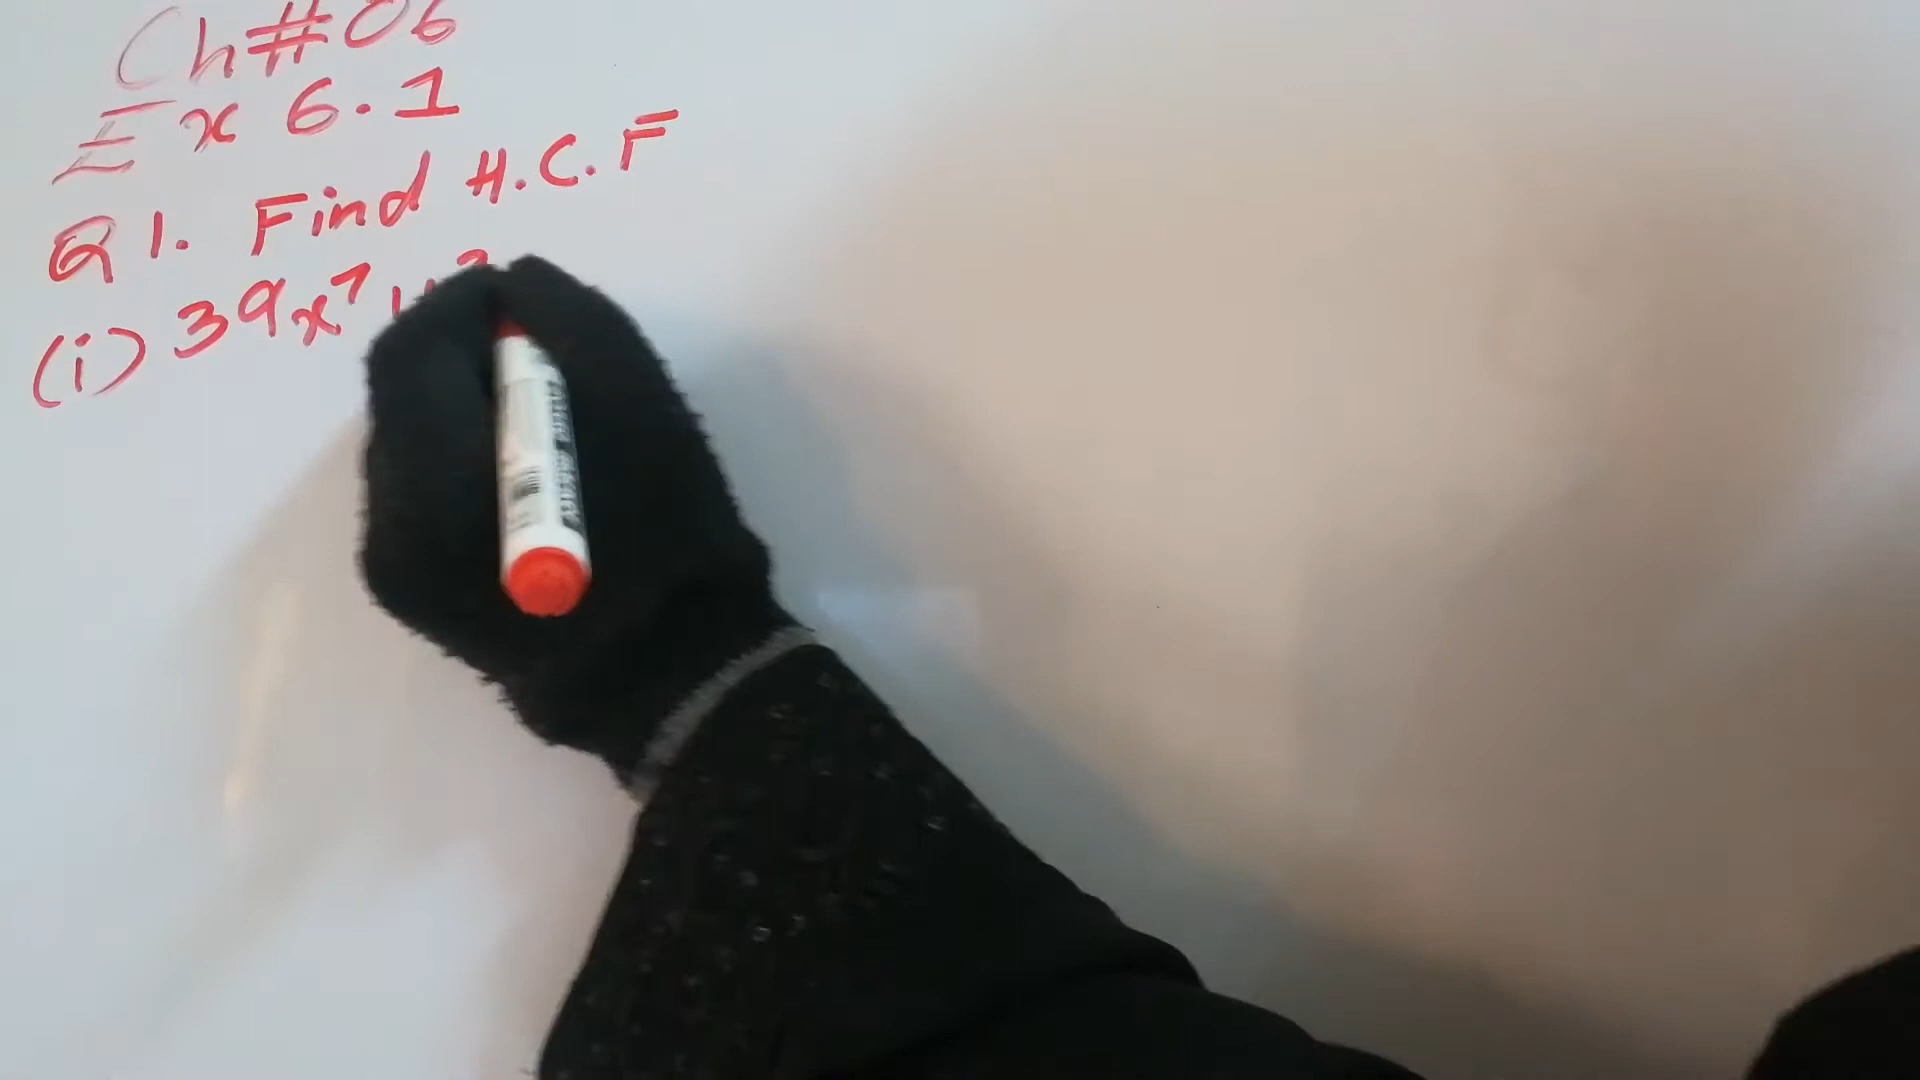 Ch#06
Ex 6.1
Q1. Find H.C.F
(i) 39x⁷